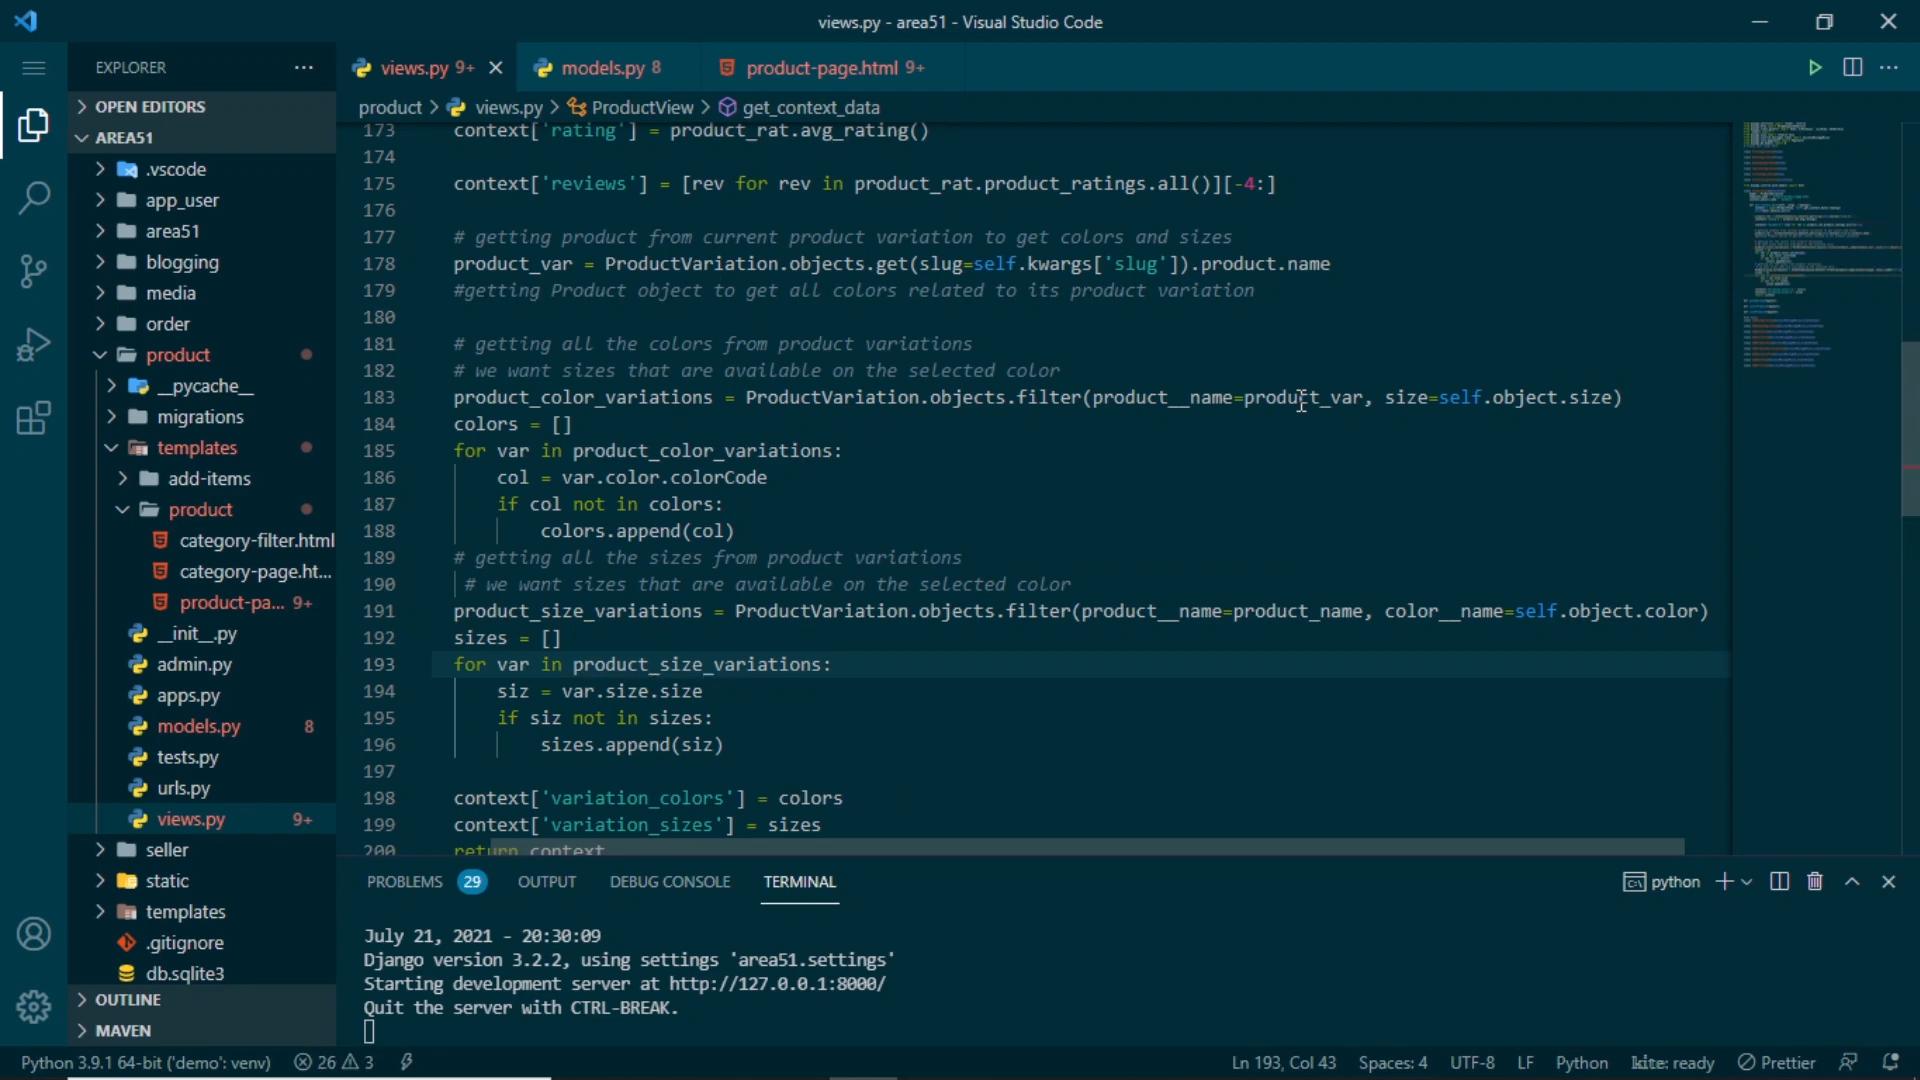 views.py - area51 - Visual Studio Code
EXPLORER
views.py 9+
models.py 8
product-page.html 9+
OPEN EDITORS
AREA51
.vscode
app_user
area51
blogging
media
order
product
__pycache__
migrations
templates
add-items
product
category-filter.html
category-page.ht...
product-pa... 9+
__init__.py
admin.py
apps.py
models.py 8
tests.py
urls.py
views.py 9+
seller
static
templates
.gitignore
db.sqlite3
OUTLINE
MAVEN
product > views.py > ProductView > get_context_data
173 context['rating'] = product_rat.avg_rating()
174
175 context['reviews'] = [rev for rev in product_rat.product_ratings.all()][-4:]
176
177 # getting product from current product variation to get colors and sizes
178 product_var = ProductVariation.objects.get(slug=self.kwargs['slug']).product.name
179 #getting Product object to get all colors related to its product variation
180
181 # getting all the colors from product variations
182 # we want sizes that are available on the selected color
183 product_color_variations = ProductVariation.objects.filter(product__name=product_var, size=self.object.size)
184 colors = []
185 for var in product_color_variations:
186 col = var.color.colorCode
187 if col not in colors:
188 colors.append(col)
189 # getting all the sizes from product variations
190 # we want sizes that are available on the selected color
191 product_size_variations = ProductVariation.objects.filter(product__name=product_name, color__name=self.object.color)
192 sizes = []
193 for var in product_size_variations:
194 siz = var.size.size
195 if siz not in sizes:
196 sizes.append(siz)
197
198 context['variation_colors'] = colors
199 context['variation_sizes'] = sizes
200 return context
PROBLEMS 29 OUTPUT DEBUG CONSOLE TERMINAL
python
July 21, 2021 - 20:30:09
Django version 3.2.2, using settings 'area51.settings'
Starting development server at http://127.0.0.1:8000/
Quit the server with CTRL-BREAK.
Python 3.9.1 64-bit ('demo': venv) 26 3
Ln 193, Col 43 Spaces: 4 UTF-8 LF Python kite: ready Prettier